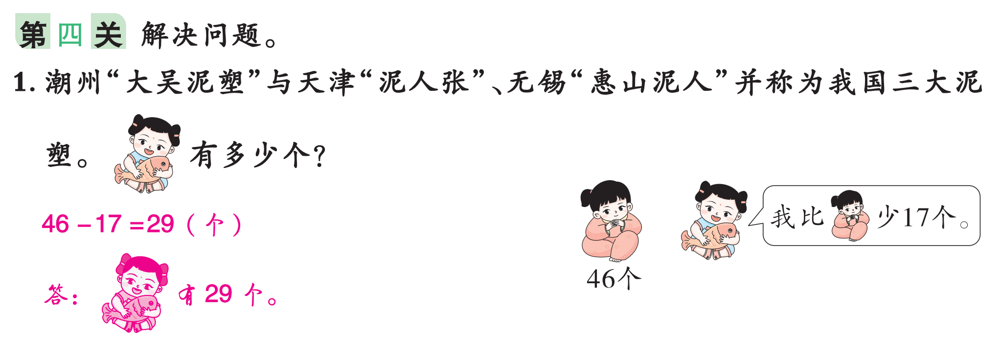 第四关 解决问题。
1. 潮州“大吴泥塑”与天津“泥人张”、无锡“惠山泥人”并称为我国三大泥
塑。 有多少个？
46－17＝29（个）
答： 有 29 个。
46个
我比 少17个。